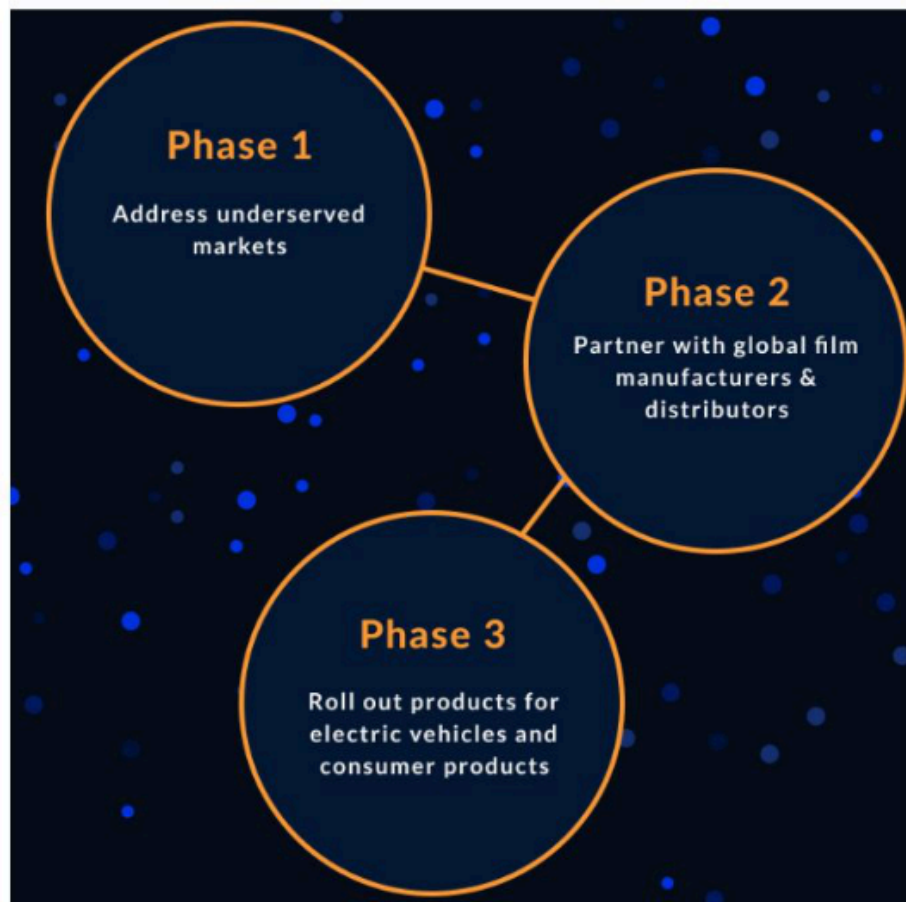 Phase 1
Address underserved
markets
Phase 2
Partner with global film
manufacturers &
distributors
Phase 3
Roll out products for
electric vehicles and
consumer products